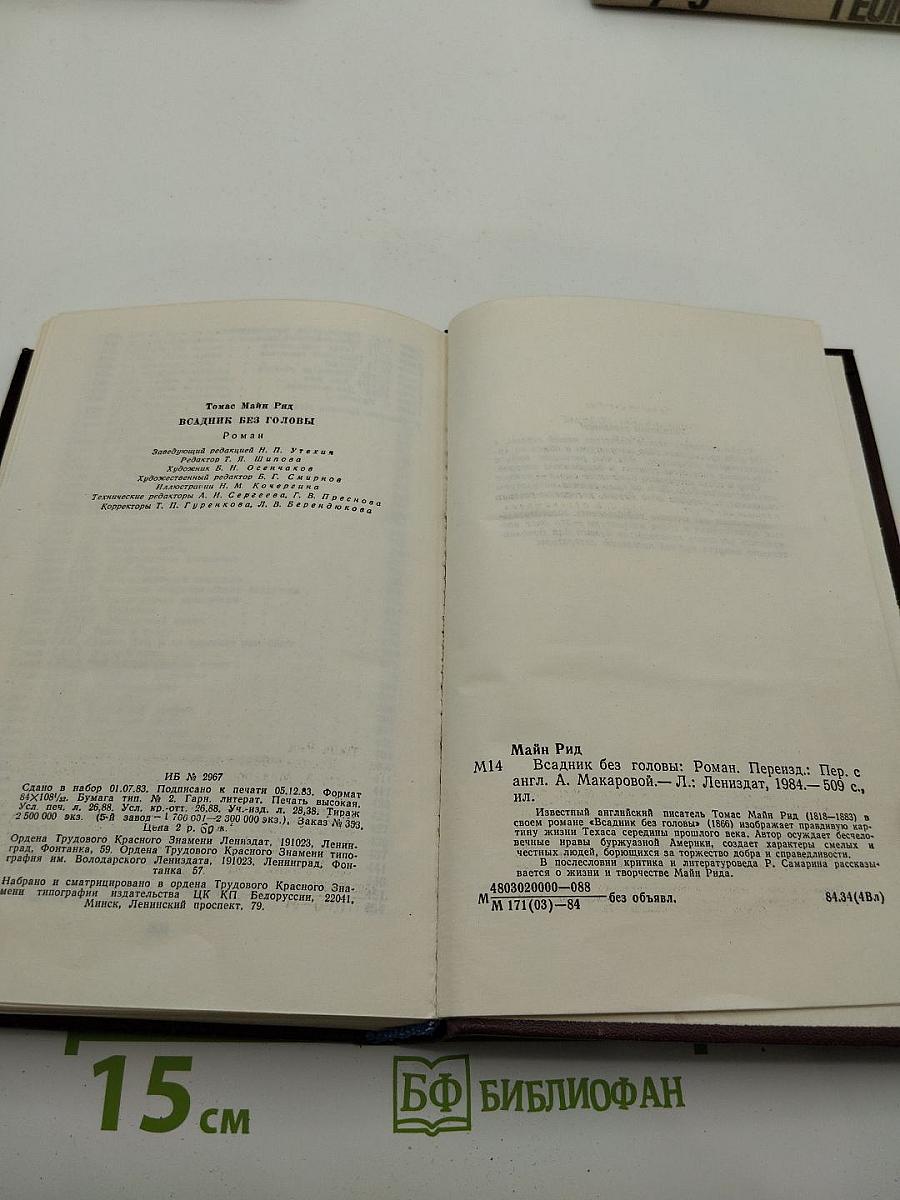 Томас Майн Рид
ВСАДНИК БЕЗ ГОЛОВЫ
Роман
Заведующий редакцией Н. П. Утехин
Редактор Т. Я. Шипова
Художник Б. Н. Осенчаков
Художественный редактор Б. Г. Смирнов
Иллюстрации Н. М. Кочергина
Технические редакторы А. И. Сергеева, Г. В. Преснова
Корректоры Т. П. Гуренкова, Л. В. Берендюкова
ИБ № 2967
Сдано в набор 01.07.83. Подписано к печати 05.12.83. Формат
84×108¹/₃₂. Бумага тип. № 2. Гарн. литерат. Печать высокая.
Усл. печ. л. 26,88. Усл. кр.-отт. 26,88. Уч.-изд. л. 28,38. Тираж
2 500 000 экз. (5-й завод — 1 700 001—2 300 000 экз.). Заказ № 353.
Цена 2 р.
Ордена Трудового Красного Знамени Лениздат, 191023, Ленин-
град, Фонтанка, 59. Ордена Трудового Красного Знамени типо-
графия им. Володарского Лениздата, 191023, Ленинград, Фон-
танка 57.
Набрано и сматрицировано в ордена Трудового Красного Зна-
мени типографии издательства ЦК КП Белоруссии, 22041,
Минск, Ленинский проспект, 79.
Майн Рид
М14 Всадник без головы: Роман. Переизд.: Пер. с
англ. А. Макаровой.— Л.: Лениздат, 1984.— 509 с.,
ил.
Известный английский писатель Томас Майн Рид (1818—1883) в
своем романе «Всадник без головы» (1866) изображает правдивую кар-
тину жизни Техаса середины прошлого века. Автор осуждает бесчело-
вечные нравы буржуазной Америки, создает характеры смелых и
честных людей, борющихся за торжество добра и справедливости.
В послесловии критика и литературоведа Р. Самарина рассказы-
вается о жизни и творчестве Майн Рида.
4803020000—088
М без объявл. 84.34(4Вл)
М 171(03)—84
15 см
БФ БИБЛИОФАН